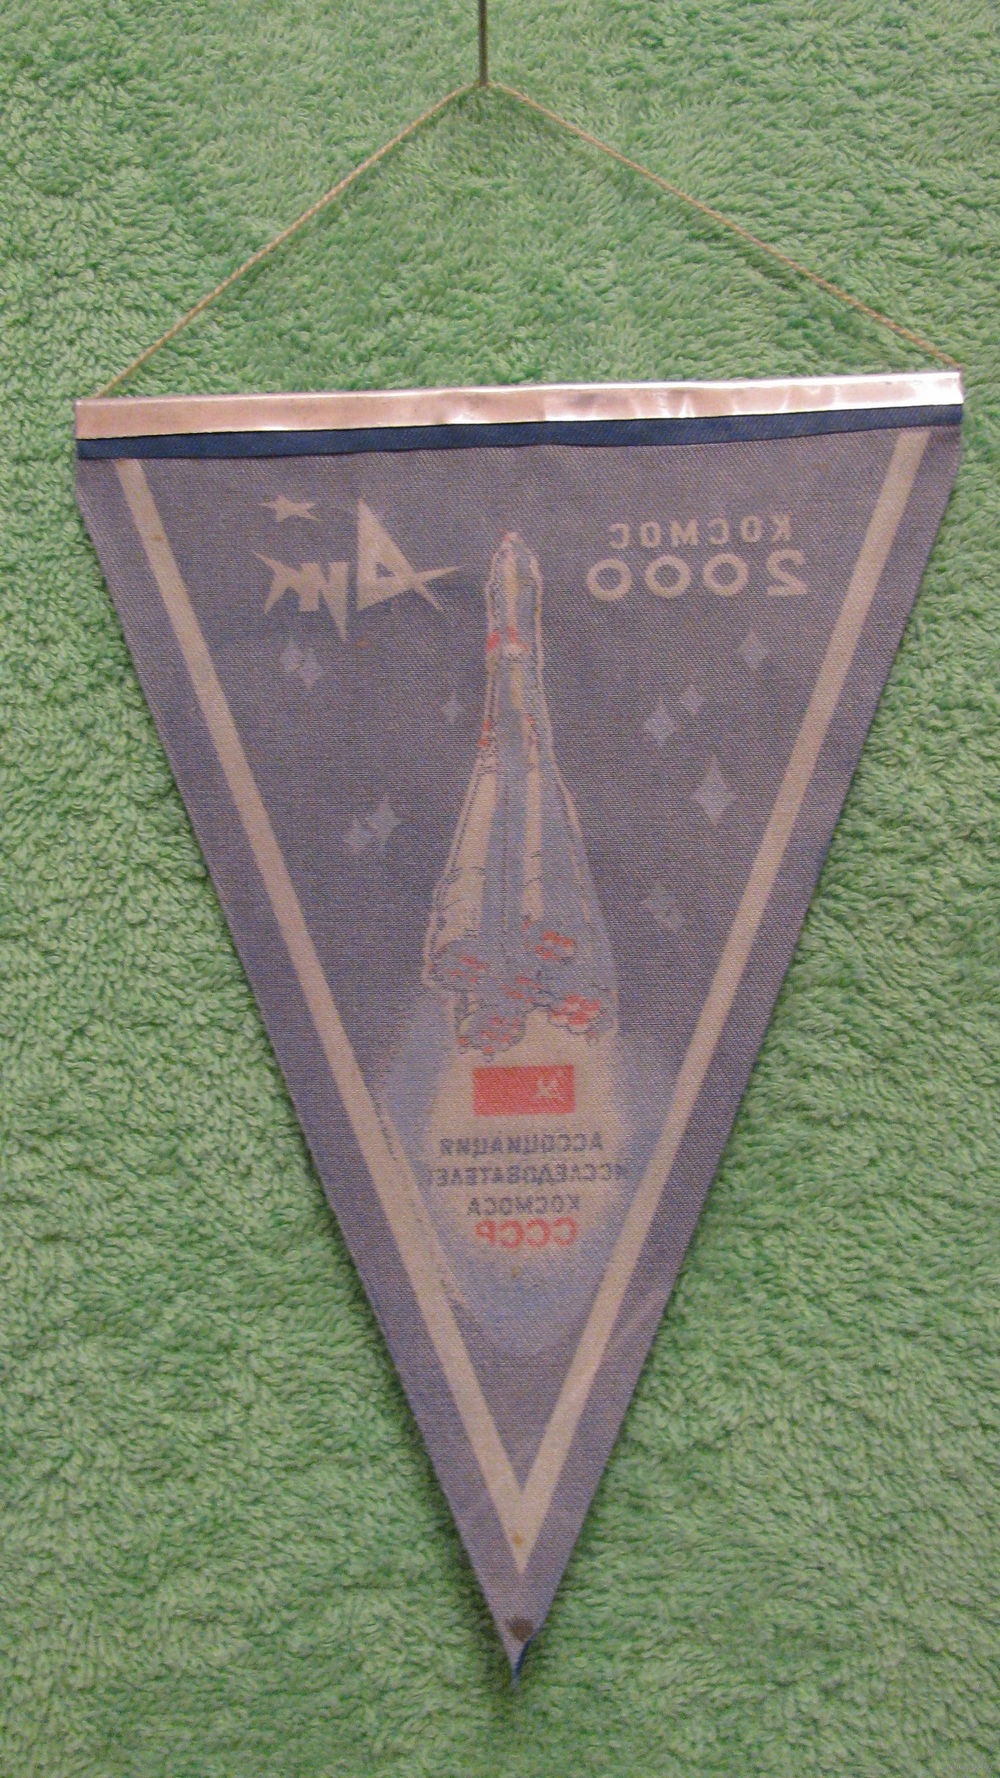 КОСМОС
2000
АИК
АССОЦИАЦИЯ
ИССЛЕДОВАТЕЛЕЙ
КОСМОСА
СССР